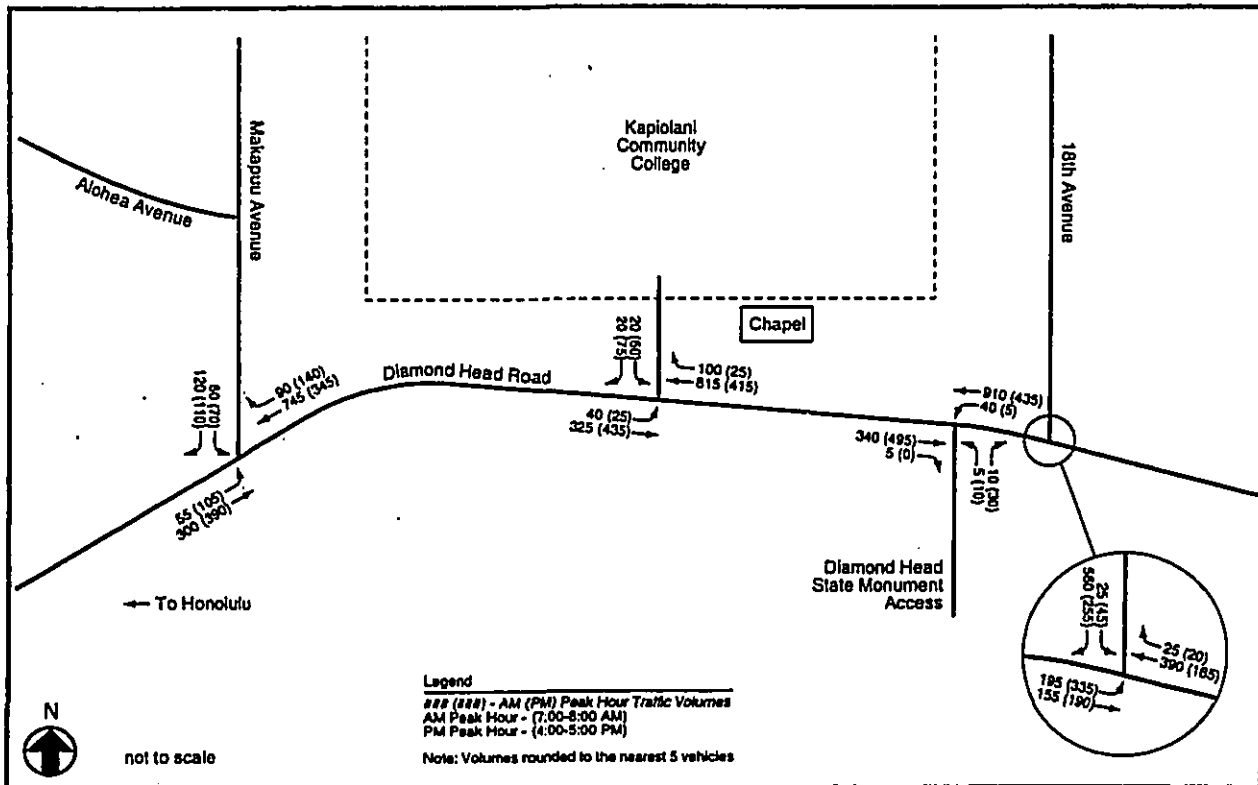 Kapiolani
Community
College
Makapuu Avenue
18th Avenue
Alohea Avenue
Chapel
20 (60)
20 (75)
100 (25)
815 (415)
Diamond Head Road
90 (140)
745 (345)
910 (435)
40 (5)
120 (110)
40 (25)
325 (435)
340 (495)
5 (0)
10 (30)
5 (10)
55 (105)
300 (390)
Diamond Head
State Monument
Access
To Honolulu
25 (45)
25 (20)
390 (185)
195 (335)
155 (190)
Legend
### (###) - AM (PM) Peak Hour Traffic Volumes
AM Peak Hour - (7:00-8:00 AM)
PM Peak Hour - (4:00-5:00 PM)
Note: Volumes rounded to the nearest 5 vehicles
N
not to scale